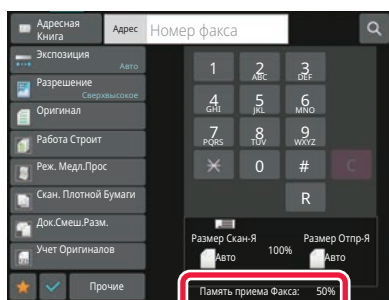 Адресная
Книга
Адрес
Номер факса
Экспозиция
Авто
Разрешение
Сверхвысокое
Оригинал
Работа Строит
Реж. Медл.Прос
Скан. Плотной Бумаги
Док.Смеш.Разм.
Учет Оригиналов
Прочие
1
2
ABC
3
DEF
4
GHI
5
JKL
6
MNO
7
PQRS
8
TUV
9
WXYZ
0
#
C
R
Размер Скан-Я
Размер Отпр-Я
100%
Авто
Авто
Память приема Факса: 50%